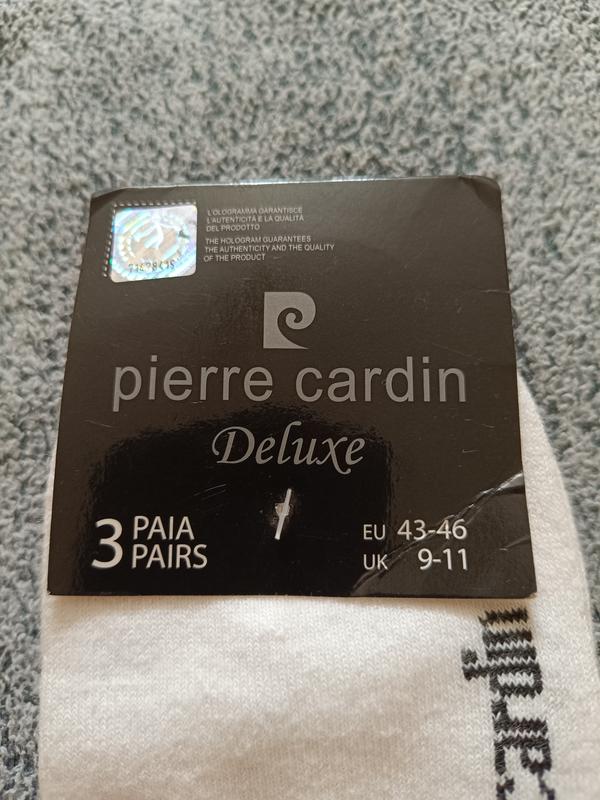 L'OLOGRAMMA GARANTISCE
L'AUTENTICITÀ E LA QUALITÀ
DEL PRODOTTO
THE HOLOGRAM GUARANTEES
THE AUTHENTICITY AND THE QUALITY
OF THE PRODUCT
pierre cardin
Deluxe
3 PAIA
PAIRS
EU 43-46
UK 9-11
cardin